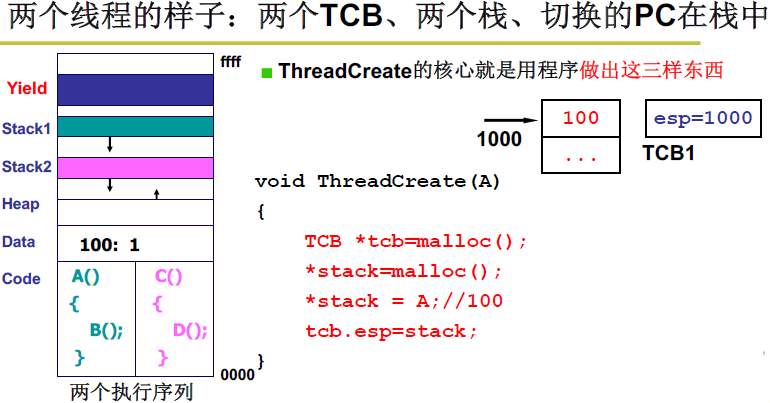 两个线程的样子：两个TCB、两个栈、切换的PC在栈中
ffff
Yield
Stack1
Stack2
Heap
Data
100: 1
Code
A()
{
B();
}
C()
{
D();
}
0000
两个执行序列
ThreadCreate的核心就是用程序做出这三样东西
1000
100
...
esp=1000
TCB1
void ThreadCreate(A)
{
TCB *tcb=malloc();
*stack=malloc();
*stack = A;//100
tcb.esp=stack;
}